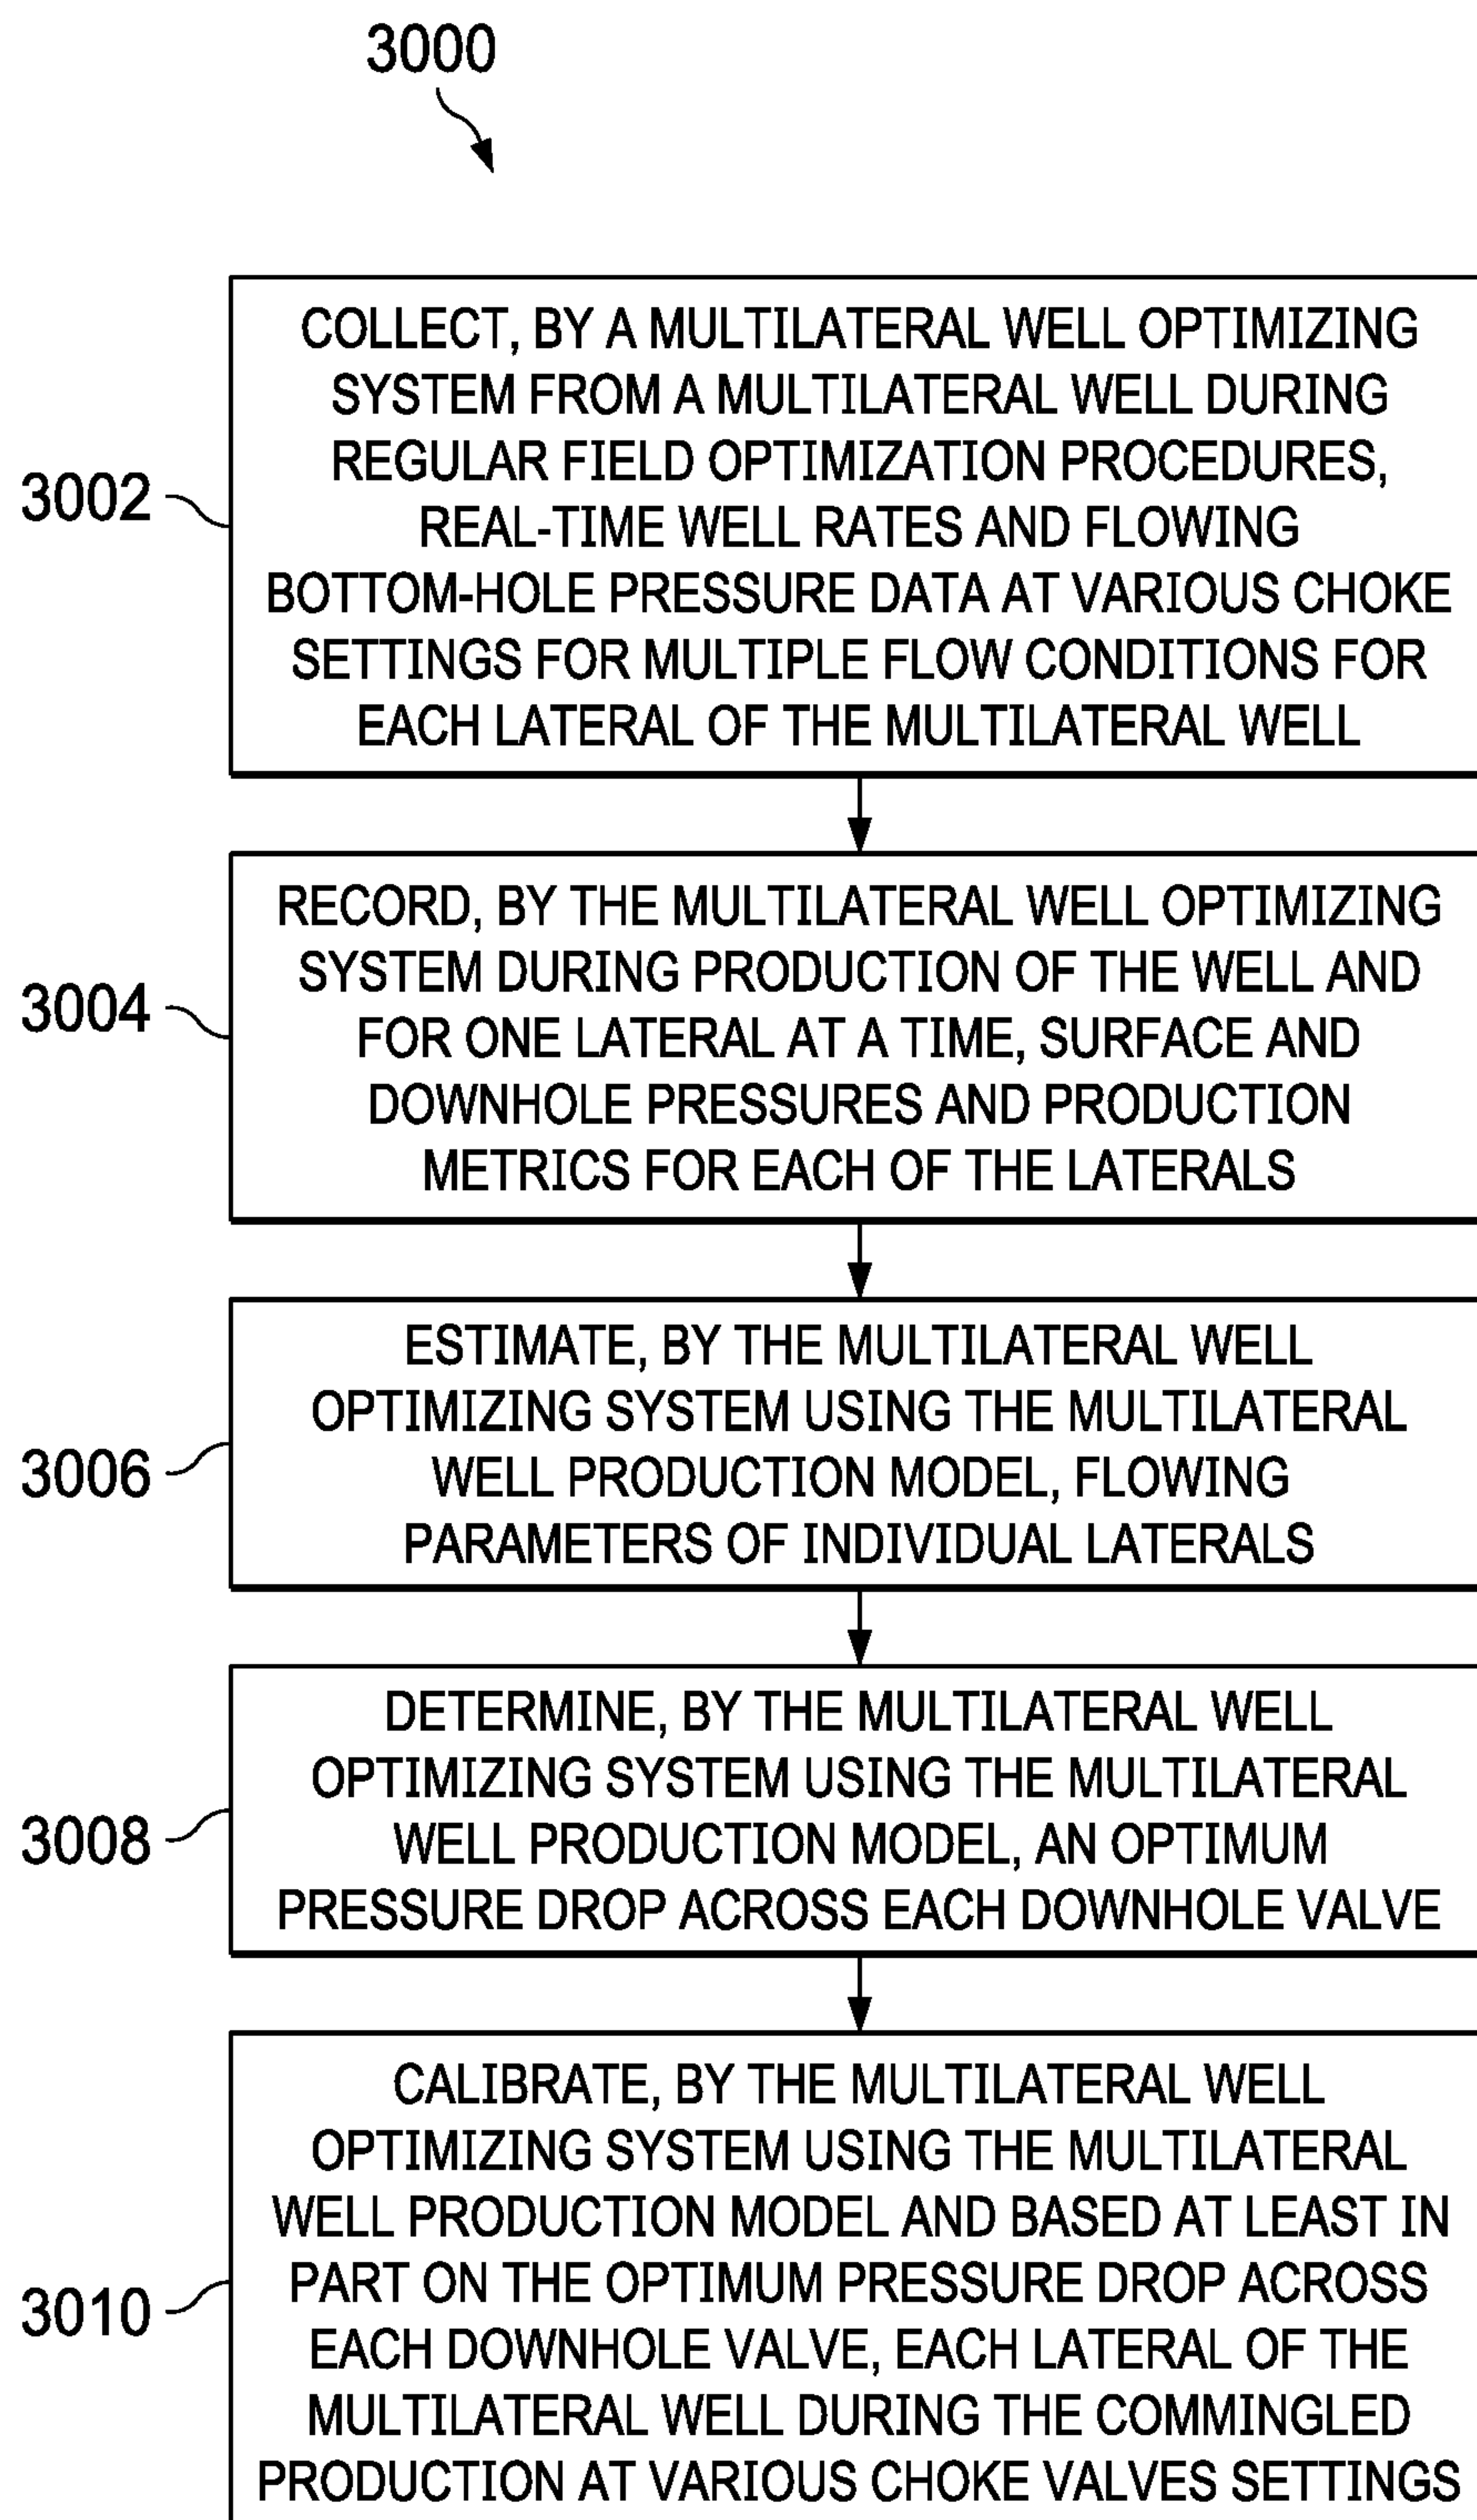 3000
3002
COLLECT, BY A MULTILATERAL WELL OPTIMIZING
SYSTEM FROM A MULTILATERAL WELL DURING
REGULAR FIELD OPTIMIZATION PROCEDURES,
REAL-TIME WELL RATES AND FLOWING
BOTTOM-HOLE PRESSURE DATA AT VARIOUS CHOKE
SETTINGS FOR MULTIPLE FLOW CONDITIONS FOR
EACH LATERAL OF THE MULTILATERAL WELL
3004
RECORD, BY THE MULTILATERAL WELL OPTIMIZING
SYSTEM DURING PRODUCTION OF THE WELL AND
FOR ONE LATERAL AT A TIME, SURFACE AND
DOWNHOLE PRESSURES AND PRODUCTION
METRICS FOR EACH OF THE LATERALS
3006
ESTIMATE, BY THE MULTILATERAL WELL
OPTIMIZING SYSTEM USING THE MULTILATERAL
WELL PRODUCTION MODEL, FLOWING
PARAMETERS OF INDIVIDUAL LATERALS
3008
DETERMINE, BY THE MULTILATERAL WELL
OPTIMIZING SYSTEM USING THE MULTILATERAL
WELL PRODUCTION MODEL, AN OPTIMUM
PRESSURE DROP ACROSS EACH DOWNHOLE VALVE
3010
CALIBRATE, BY THE MULTILATERAL WELL
OPTIMIZING SYSTEM USING THE MULTILATERAL
WELL PRODUCTION MODEL AND BASED AT LEAST IN
PART ON THE OPTIMUM PRESSURE DROP ACROSS
EACH DOWNHOLE VALVE, EACH LATERAL OF THE
MULTILATERAL WELL DURING THE COMMINGLED
PRODUCTION AT VARIOUS CHOKE VALVES SETTINGS